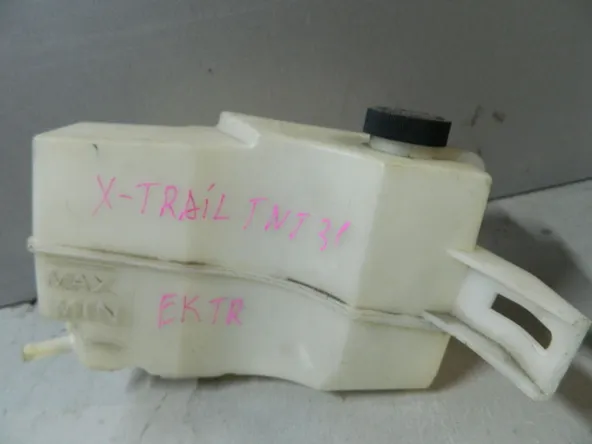 X-TRAIL TNT31
MAX
MIN
EKTR